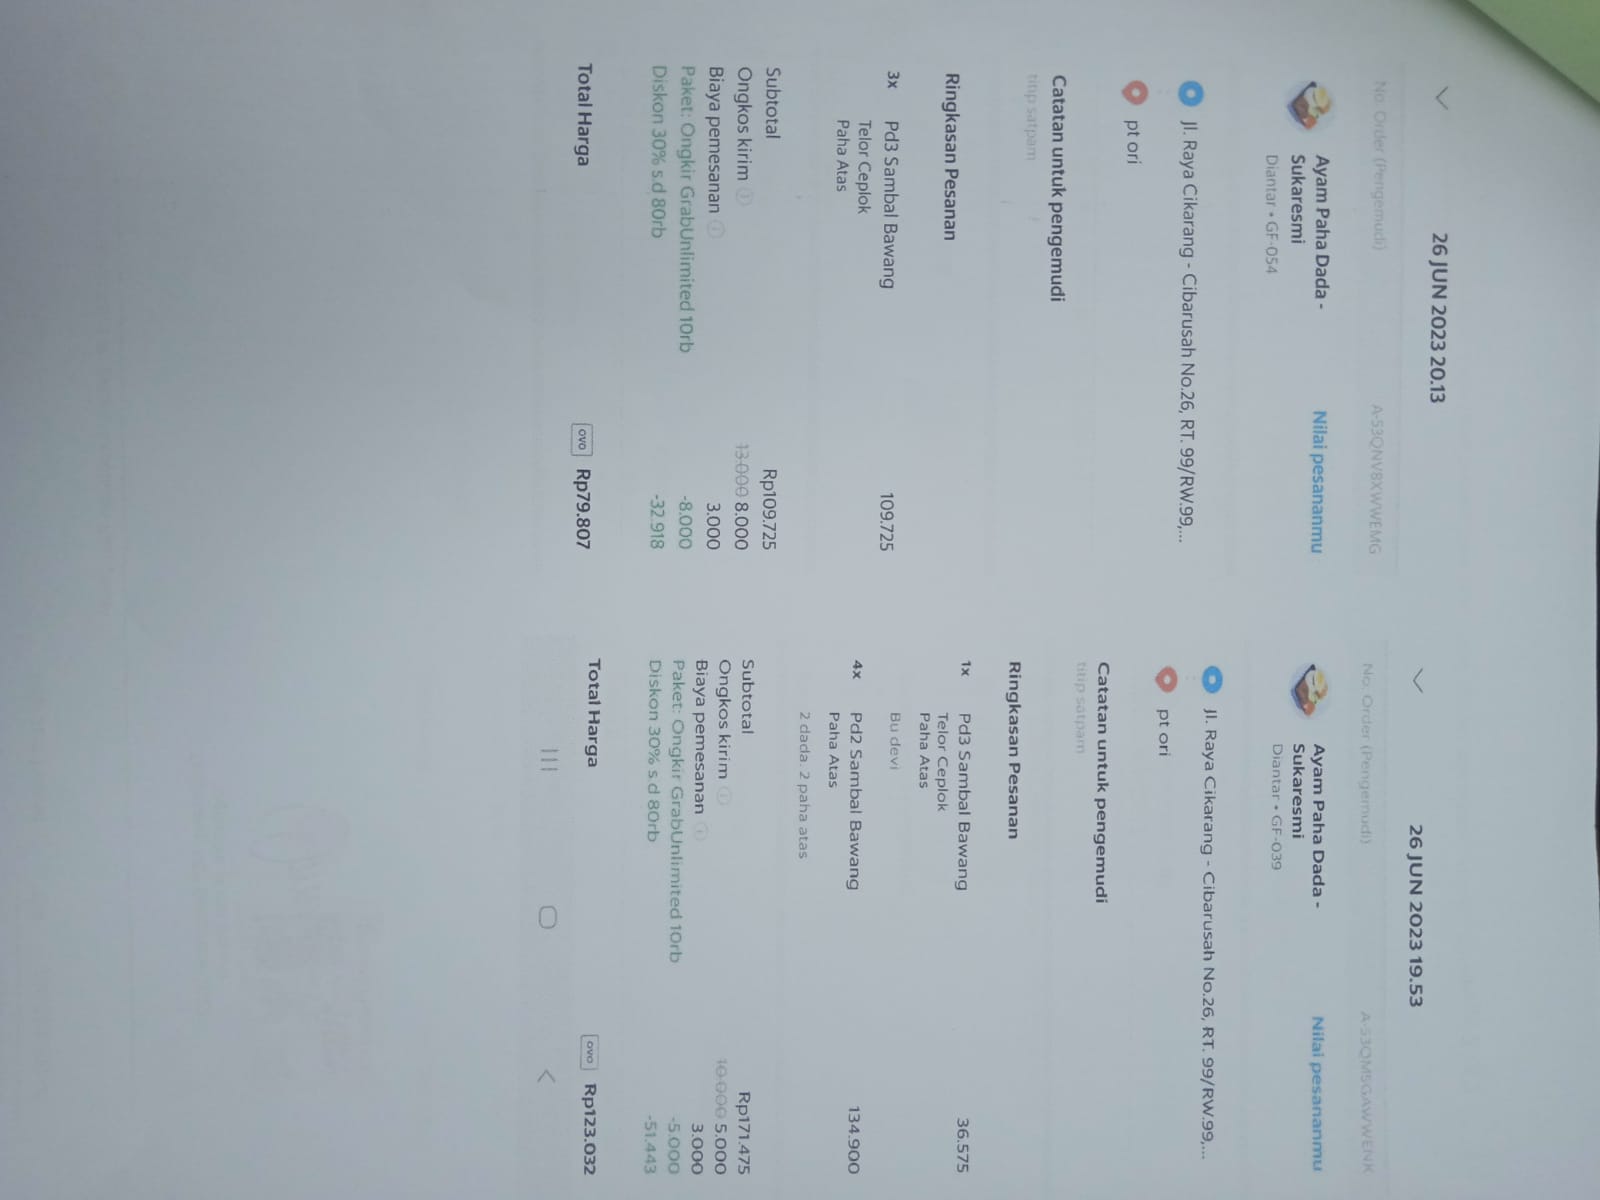 26 JUN 2023 20.13
No. Order (Pengemudi) A-53QNV8XWWEMG
Ayam Paha Dada - Nilai pesananmu
Sukaresmi
Diantar • GF-054
Jl. Raya Cikarang - Cibarusah No.26, RT. 99/RW.99,...
pt ori
Catatan untuk pengemudi
titip satpam
Ringkasan Pesanan
3x Pd3 Sambal Bawang 109.725
Telor Ceplok
Paha Atas
Subtotal Rp109.725
Ongkos kirim 13.000 8.000
Biaya pemesanan 3.000
Paket: Ongkir GrabUnlimited 10rb -8.000
Diskon 30% s.d 80rb -32.918
Total Harga OVO Rp79.807
26 JUN 2023 19.53
No. Order (Pengemudi) A-53QM5GAWWENK
Ayam Paha Dada - Nilai pesananmu
Sukaresmi
Diantar • GF-039
Jl. Raya Cikarang - Cibarusah No.26, RT. 99/RW.99,...
pt ori
Catatan untuk pengemudi
titip satpam
Ringkasan Pesanan
1x Pd3 Sambal Bawang 36.575
Telor Ceplok
Paha Atas
Bu devi
4x Pd2 Sambal Bawang 134.900
Paha Atas
2 dada. 2 paha atas
Subtotal Rp171.475
Ongkos kirim 10.000 5.000
Biaya pemesanan 3.000
Paket: Ongkir GrabUnlimited 10rb -5.000
Diskon 30% s.d 80rb -51.443
Total Harga OVO Rp123.032